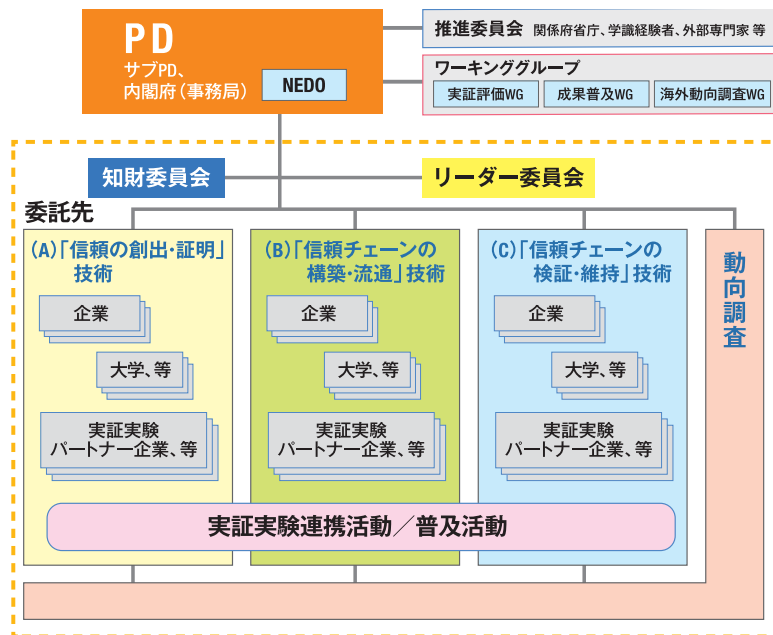 PD
サブPD、
内閣府(事務局)
NEDO
推進委員会 関係府省庁、学識経験者、外部専門家 等
ワーキンググループ
実証評価WG
成果普及WG
海外動向調査WG
知財委員会
リーダー委員会
委託先
(A)「信頼の創出・証明」
技術
企業
大学、等
実証実験
パートナー企業、等
(B)「信頼チェーンの
構築・流通」技術
企業
大学、等
実証実験
パートナー企業、等
(C)「信頼チェーンの
検証・維持」技術
企業
大学、等
実証実験
パートナー企業、等
動向調査
実証実験連携活動/普及活動